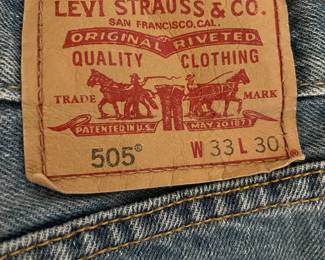 LEVI STRAUSS & CO.
SAN FRANCISCO, CAL.
ORIGINAL RIVETED
QUALITY CLOTHING
TRADE MARK
PATENTED IN U.S. MAY 20 1873
505® W 33 L 30 ®